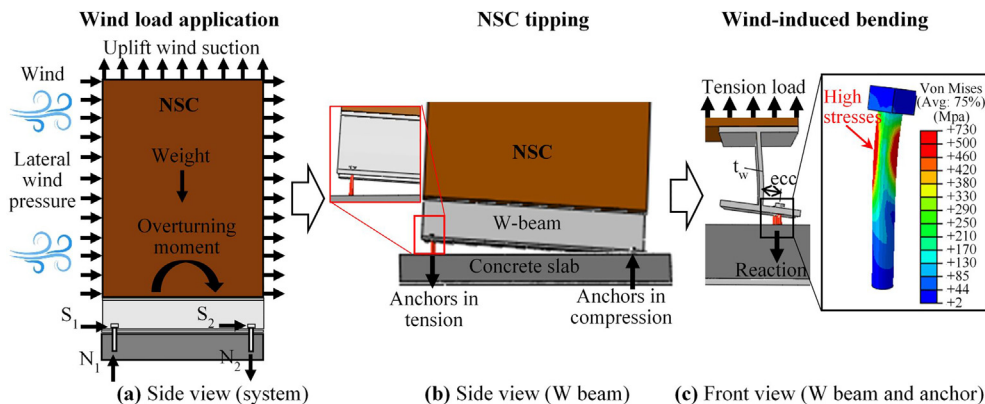 Wind load application
Uplift wind suction
Wind
NSC
Weight
Lateral
wind
pressure
Overturning
moment
S1
S2
N1
N2
(a) Side view (system)
NSC tipping
NSC
W-beam
Concrete slab
Anchors in
tension
Anchors in
compression
(b) Side view (W beam)
Wind-induced bending
Tension load
tw
ecc
Reaction
High
stresses
Von Mises
(Avg: 75%)
(Mpa)
+730
+500
+460
+420
+380
+330
+290
+250
+210
+170
+130
+85
+44
+2
(c) Front view (W beam and anchor)